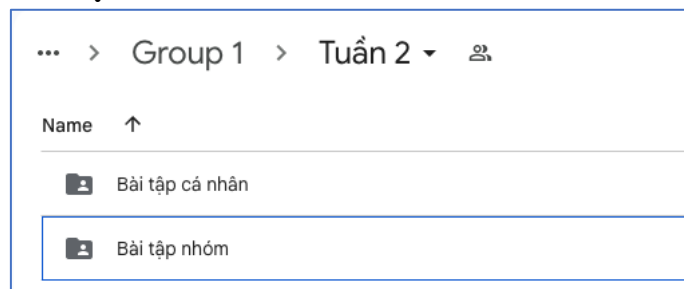 ... > Group 1 > Tuần 2
Name
Bài tập cá nhân
Bài tập nhóm